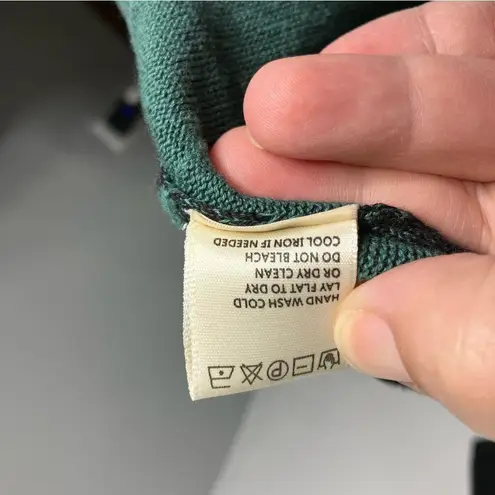 HAND WASH COLD
LAY FLAT TO DRY
OR DRY CLEAN
DO NOT BLEACH
COOL IRON IF NEEDED